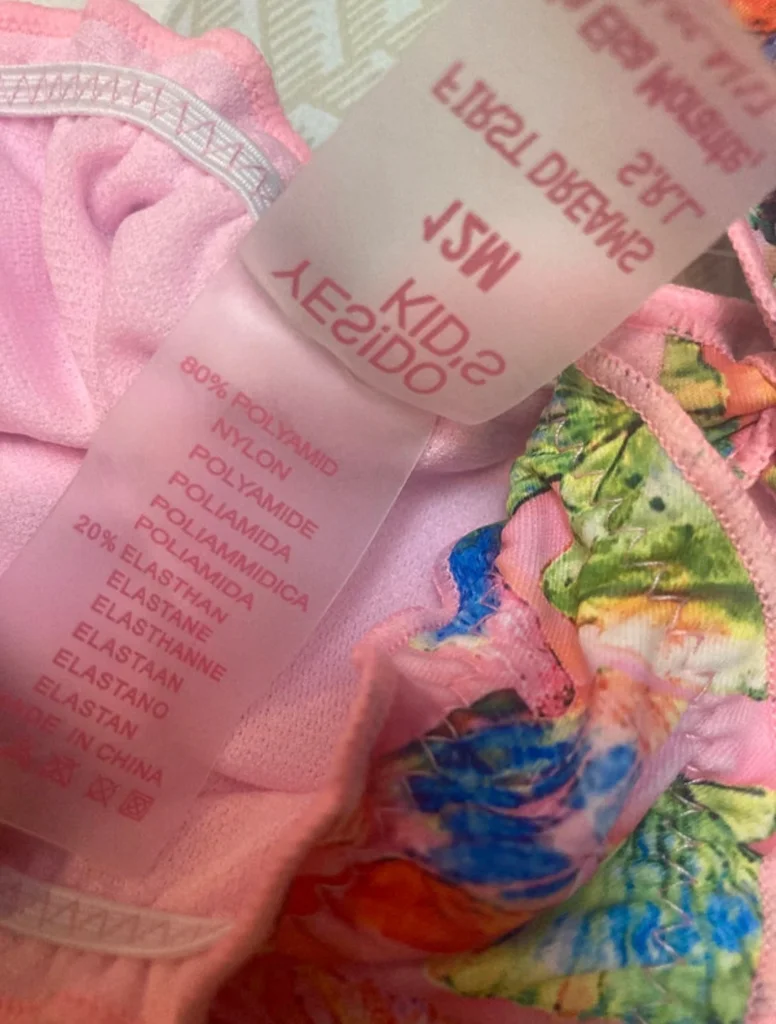 YESiDO
KID'S
12M
FIRST DREAMS
S.R.L
80% POLYAMID
NYLON
POLYAMIDE
POLIAMIDA
POLIAMMIDICA
POLIAMIDA
20% ELASTHAN
ELASTANE
ELASTHANNE
ELASTAAN
ELASTANO
ELASTAN
MADE IN CHINA